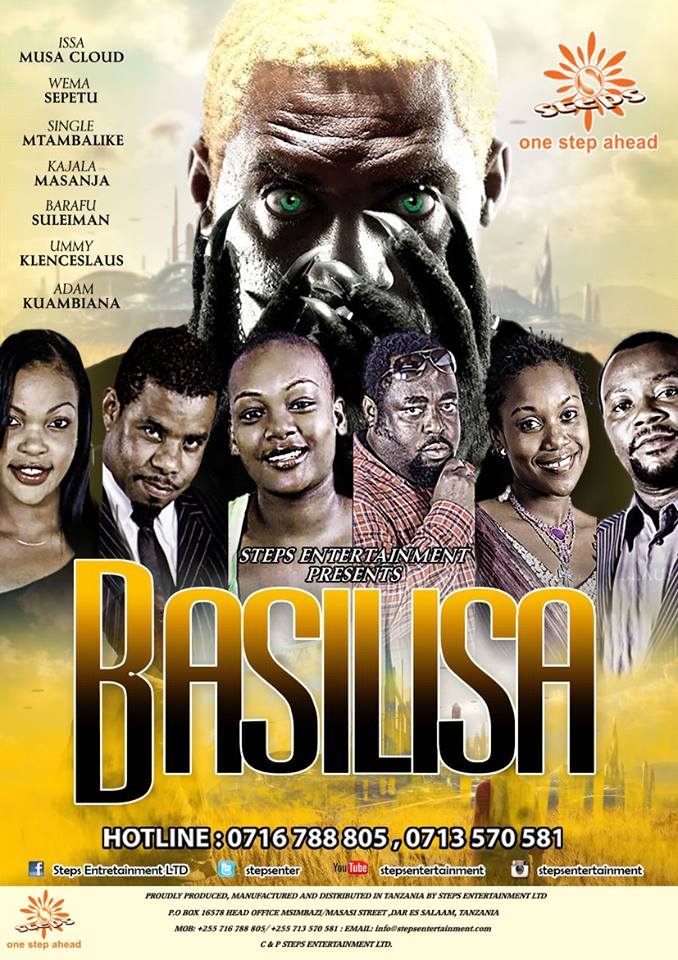 ISSA
MUSA CLOUD
WEMA
SEPETU
SINGLE
MTAMBALIKE
KAJALA
MASANJA
BARAFU
SULEIMAN
UMMY
KLENCESLAUS
ADAM
KUAMBIANA
STEPS
one step ahead
STEPS ENTERTAINMENT
PRESENTS
BASILISA
HOTLINE : 0716 788 805 , 0713 570 581
f Steps Entretainment LTD stepsenter YouTube stepsentertainment stepsentertainment
STEPS
one step ahead
PROUDLY PRODUCED, MANUFACTURED AND DISTRIBUTED IN TANZANIA BY STEPS ENTERTAINMENT LTD
P.O BOX 16578 HEAD OFFICE MSIMBAZI/MASASI STREET ,DAR ES SALAAM, TANZANIA
MOB: +255 716 788 805/ +255 713 570 581 : EMAIL: info@stepsentertainment.com
C & P STEPS ENTERTAINMENT LTD.